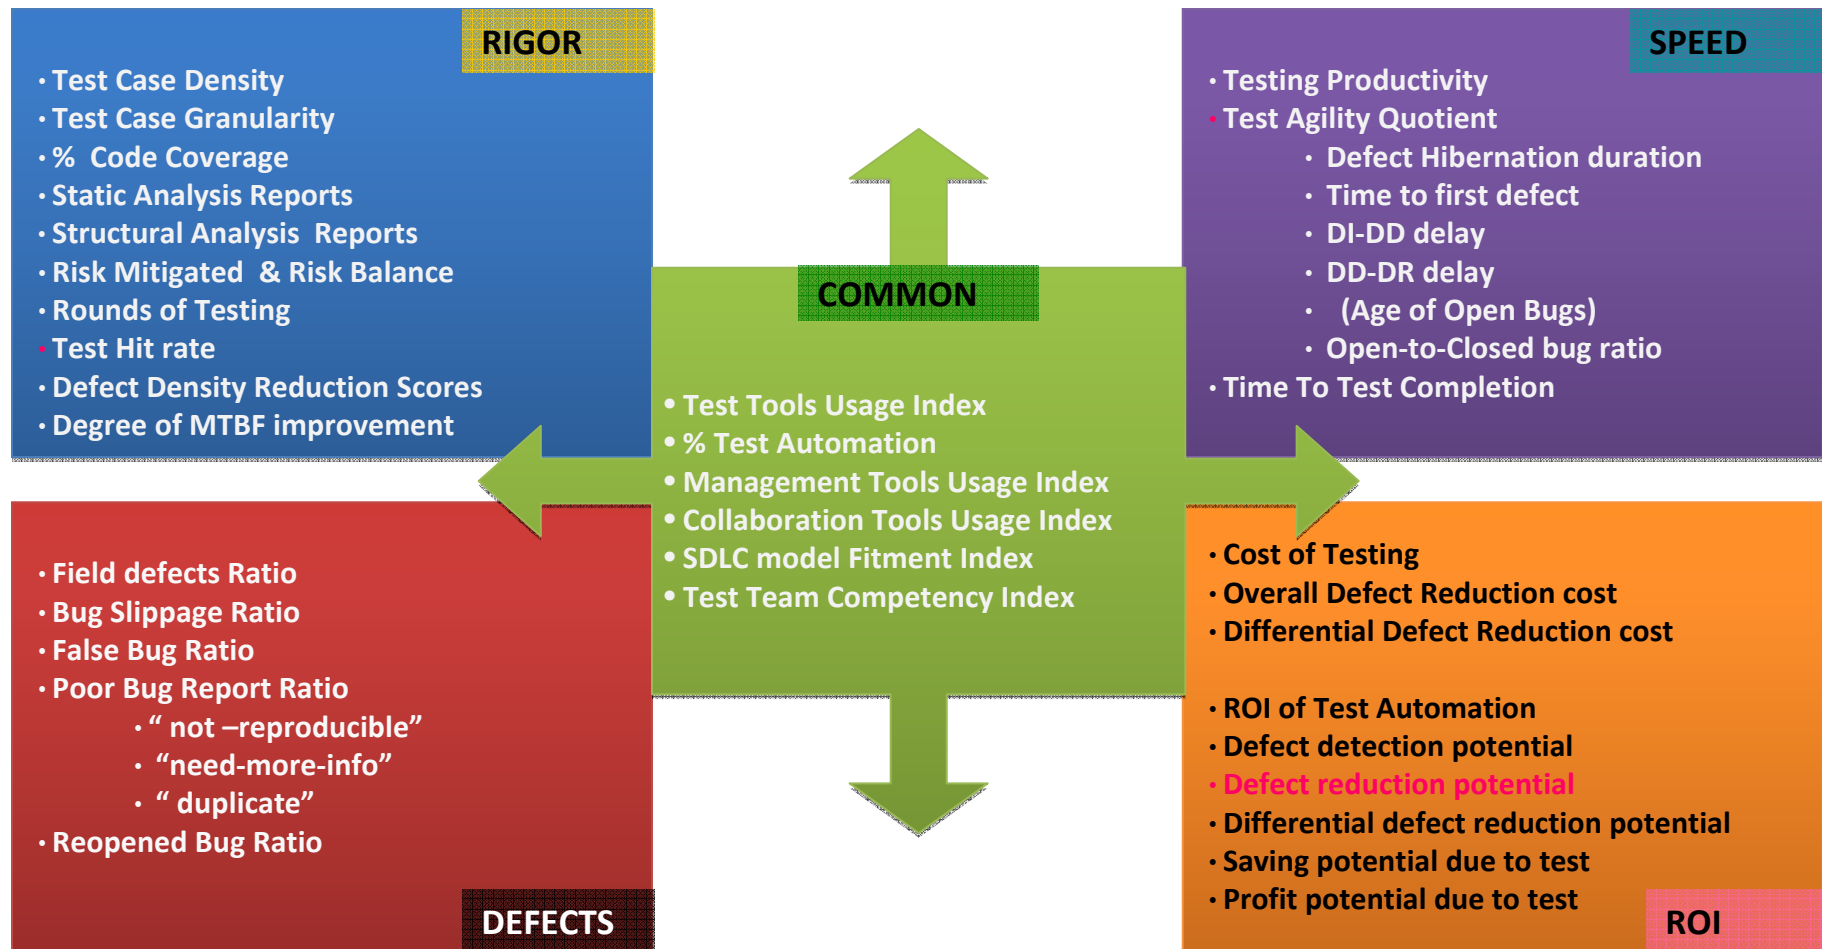 RIGOR
· Test Case Density
· Test Case Granularity
· %  Code Coverage
· Static Analysis Reports
· Structural Analysis  Reports
· Risk Mitigated  & Risk Balance
· Rounds of Testing
· Test Hit rate
· Defect Density Reduction Scores
· Degree of MTBF improvement
SPEED
· Testing Productivity
· Test Agility Quotient
· Defect Hibernation duration
· Time to first defect
· DI-DD delay
· DD-DR delay
· (Age of Open Bugs)
· Open-to-Closed bug ratio
· Time To Test Completion
COMMON
• Test Tools Usage Index
• % Test Automation
• Management Tools Usage Index
• Collaboration Tools Usage Index
• SDLC model Fitment Index
• Test Team Competency Index
· Field defects Ratio
· Bug Slippage Ratio
· False Bug Ratio
· Poor Bug Report Ratio
· “ not –reproducible”
· “need-more-info”
· “ duplicate”
· Reopened Bug Ratio
DEFECTS
· Cost of Testing
· Overall Defect Reduction cost
· Differential Defect Reduction cost
· ROI of Test Automation
· Defect detection potential
· Defect reduction potential
· Differential defect reduction potential
· Saving potential due to test
· Profit potential due to test
ROI